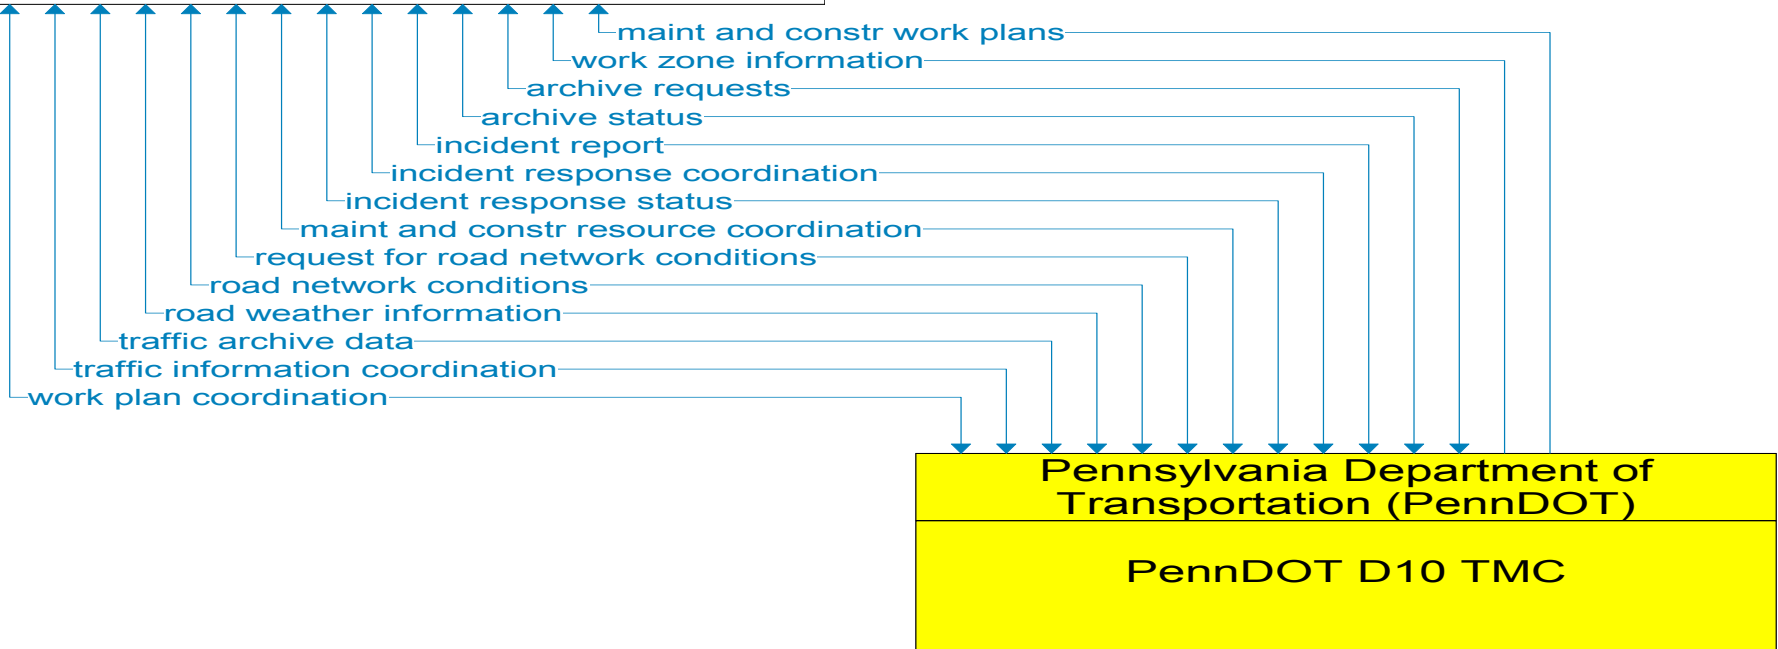 maint and constr work plans
work zone information
archive requests
archive status
incident report
incident response coordination
incident response status
maint and constr resource coordination
request for road network conditions
road network conditions
road weather information
traffic archive data
traffic information coordination
work plan coordination
Pennsylvania Department of
Transportation (PennDOT)
PennDOT D10 TMC